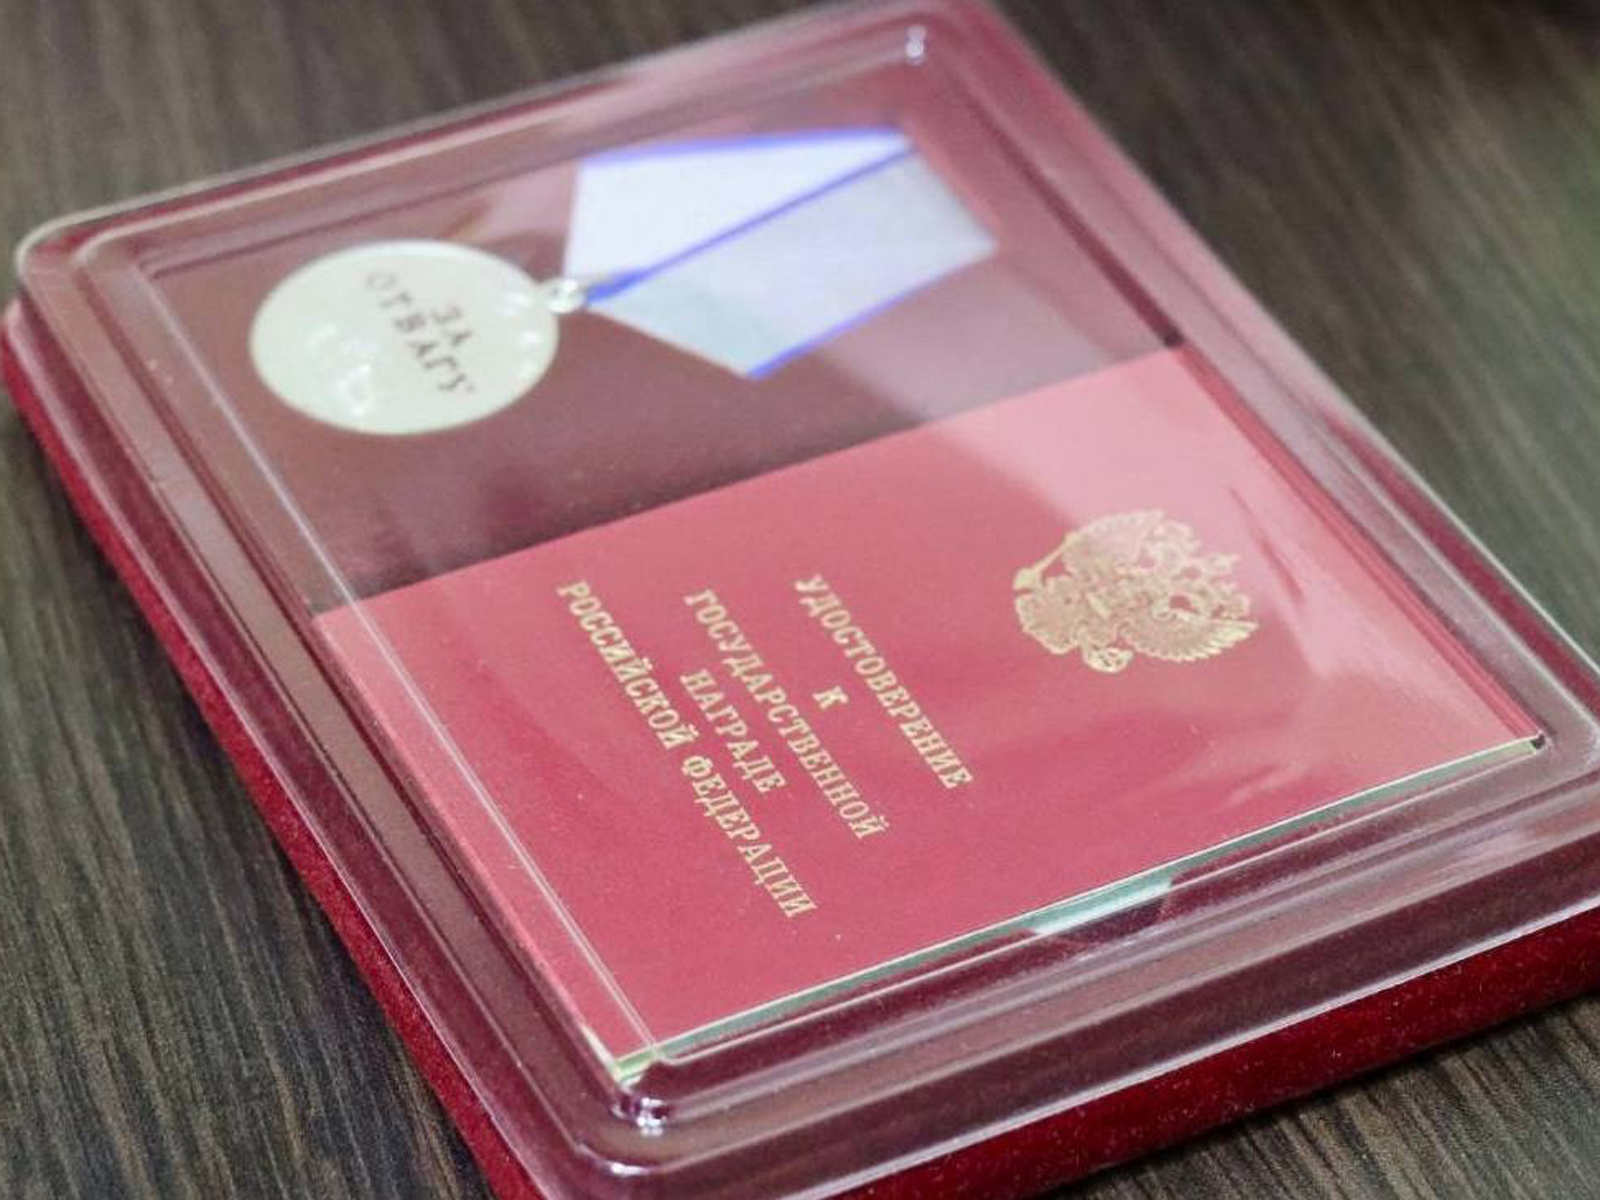 ЗА
ОТВАГУ
УДОСТОВЕРЕНИЕ
К
ГОСУДАРСТВЕННОЙ
НАГРАДЕ
РОССИЙСКОЙ ФЕДЕРАЦИИ